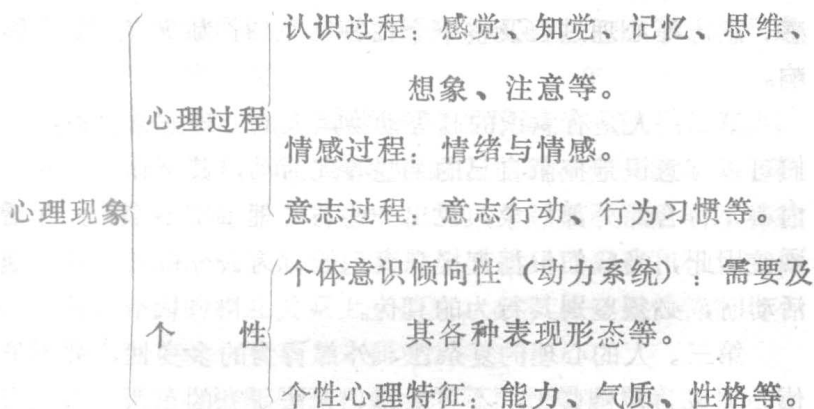 认识过程：感觉、知觉、记忆、思维、
想象、注意等。
心理过程
情感过程：情绪与情感。
心理现象
意志过程：意志行动，行为习惯等。
个体意识倾向性（动力系统）：需要及
个 性
其各种表现形态等。
个性心理特征：能力、气质、性格等。